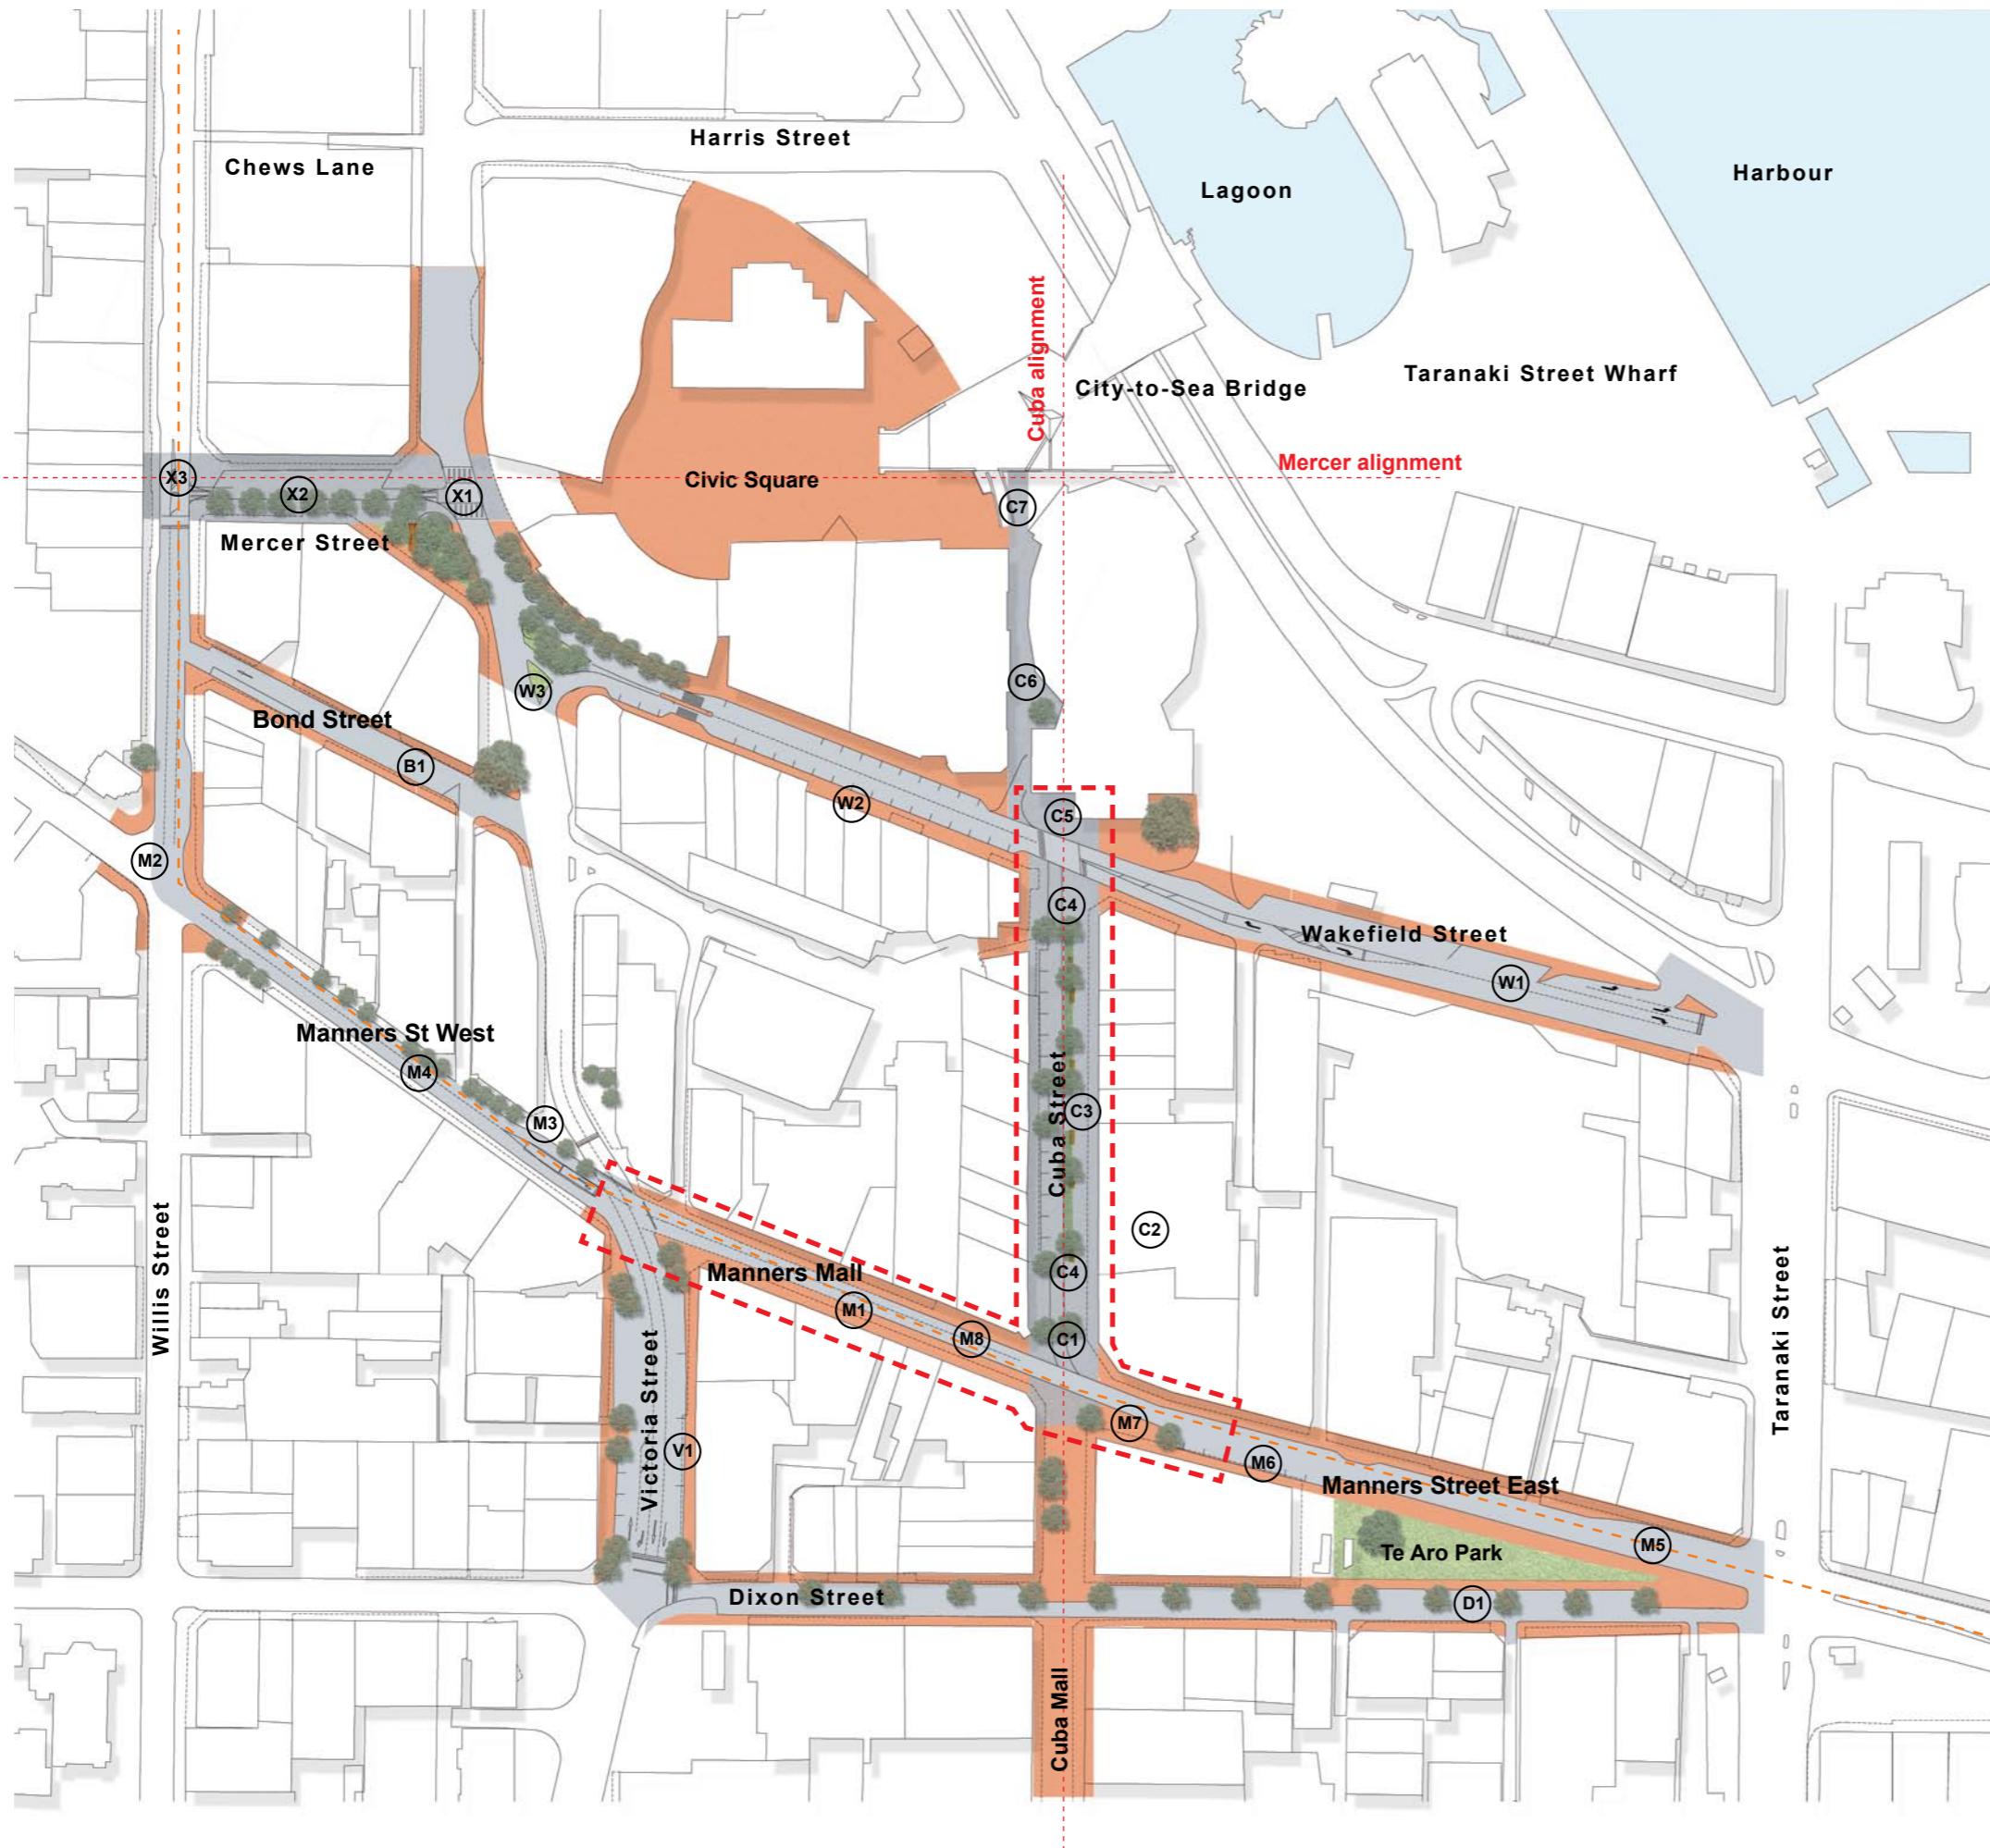 Harris Street
Chews Lane
Harbour
Lagoon
Cuba alignment
Taranaki Street Wharf
City-to-Sea Bridge
Mercer alignment
Civic Square
X3
X2
X1
C7
Mercer Street
C6
W3
Bond Street
B1
W2
C5
M2
C4
Wakefield Street
W1
Manners St West
M4
Cuba Street
C3
M3
C2
Willis Street
Manners Mall
C4
M1
M8
C1
Taranaki Street
Victoria Street
M7
V1
M6
Manners Street East
M5
Te Aro Park
Dixon Street
D1
Cuba Mall